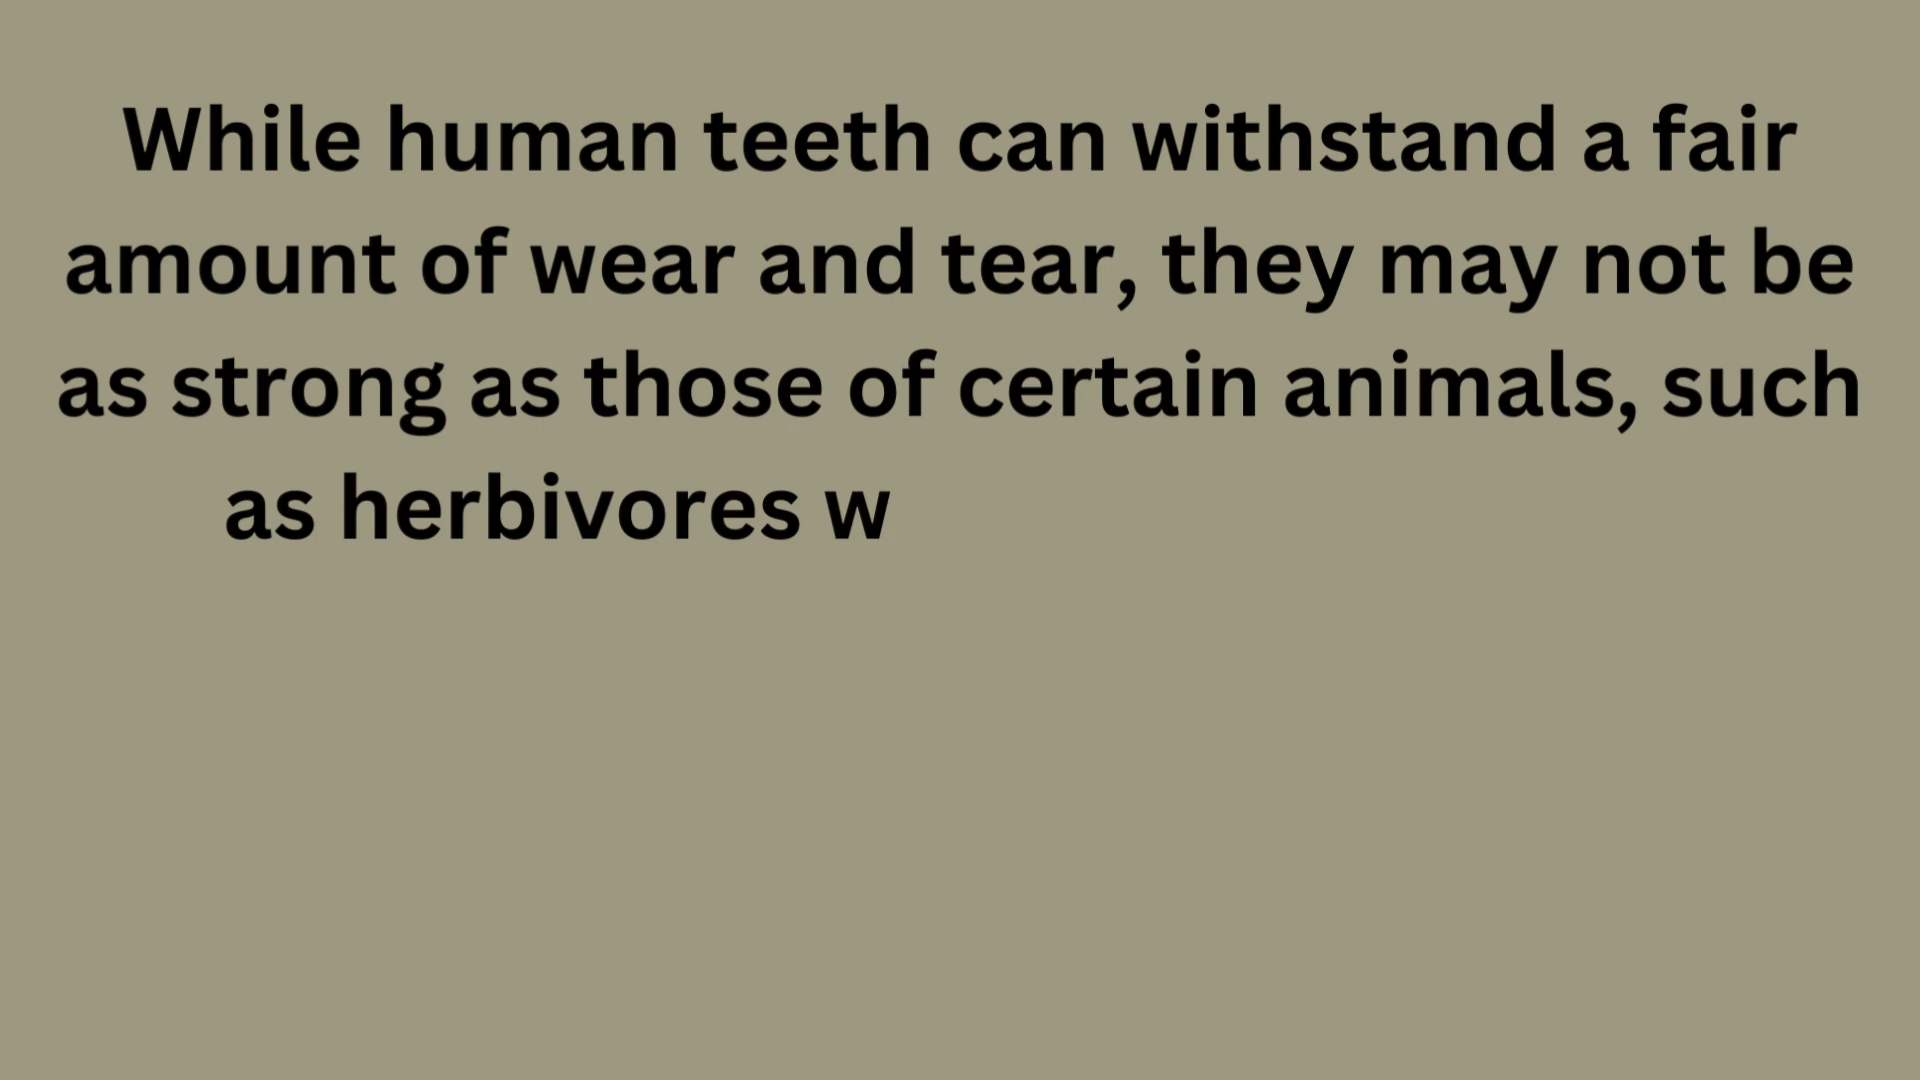 While human teeth can withstand a fair
amount of wear and tear, they may not be
as strong as those of certain animals, such
as herbivores w